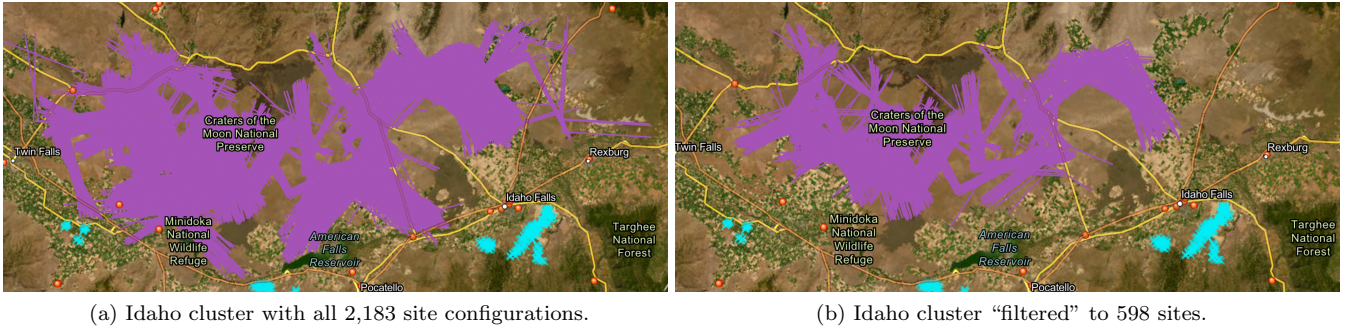 Craters of the
Moon National
Preserve
Twin Falls
Rexburg
Idaho Falls
Minidoka
National
Wildlife
Refuge
American
Falls
Reservoir
Targhee
National
Forest
Pocatello
(a) Idaho cluster with all 2,183 site configurations.
Craters of the
Moon National
Preserve
Twin Falls
Rexburg
Idaho Falls
Minidoka
National
Wildlife
Refuge
American
Falls
Reservoir
Targhee
National
Forest
Pocatello
(b) Idaho cluster “filtered” to 598 sites.